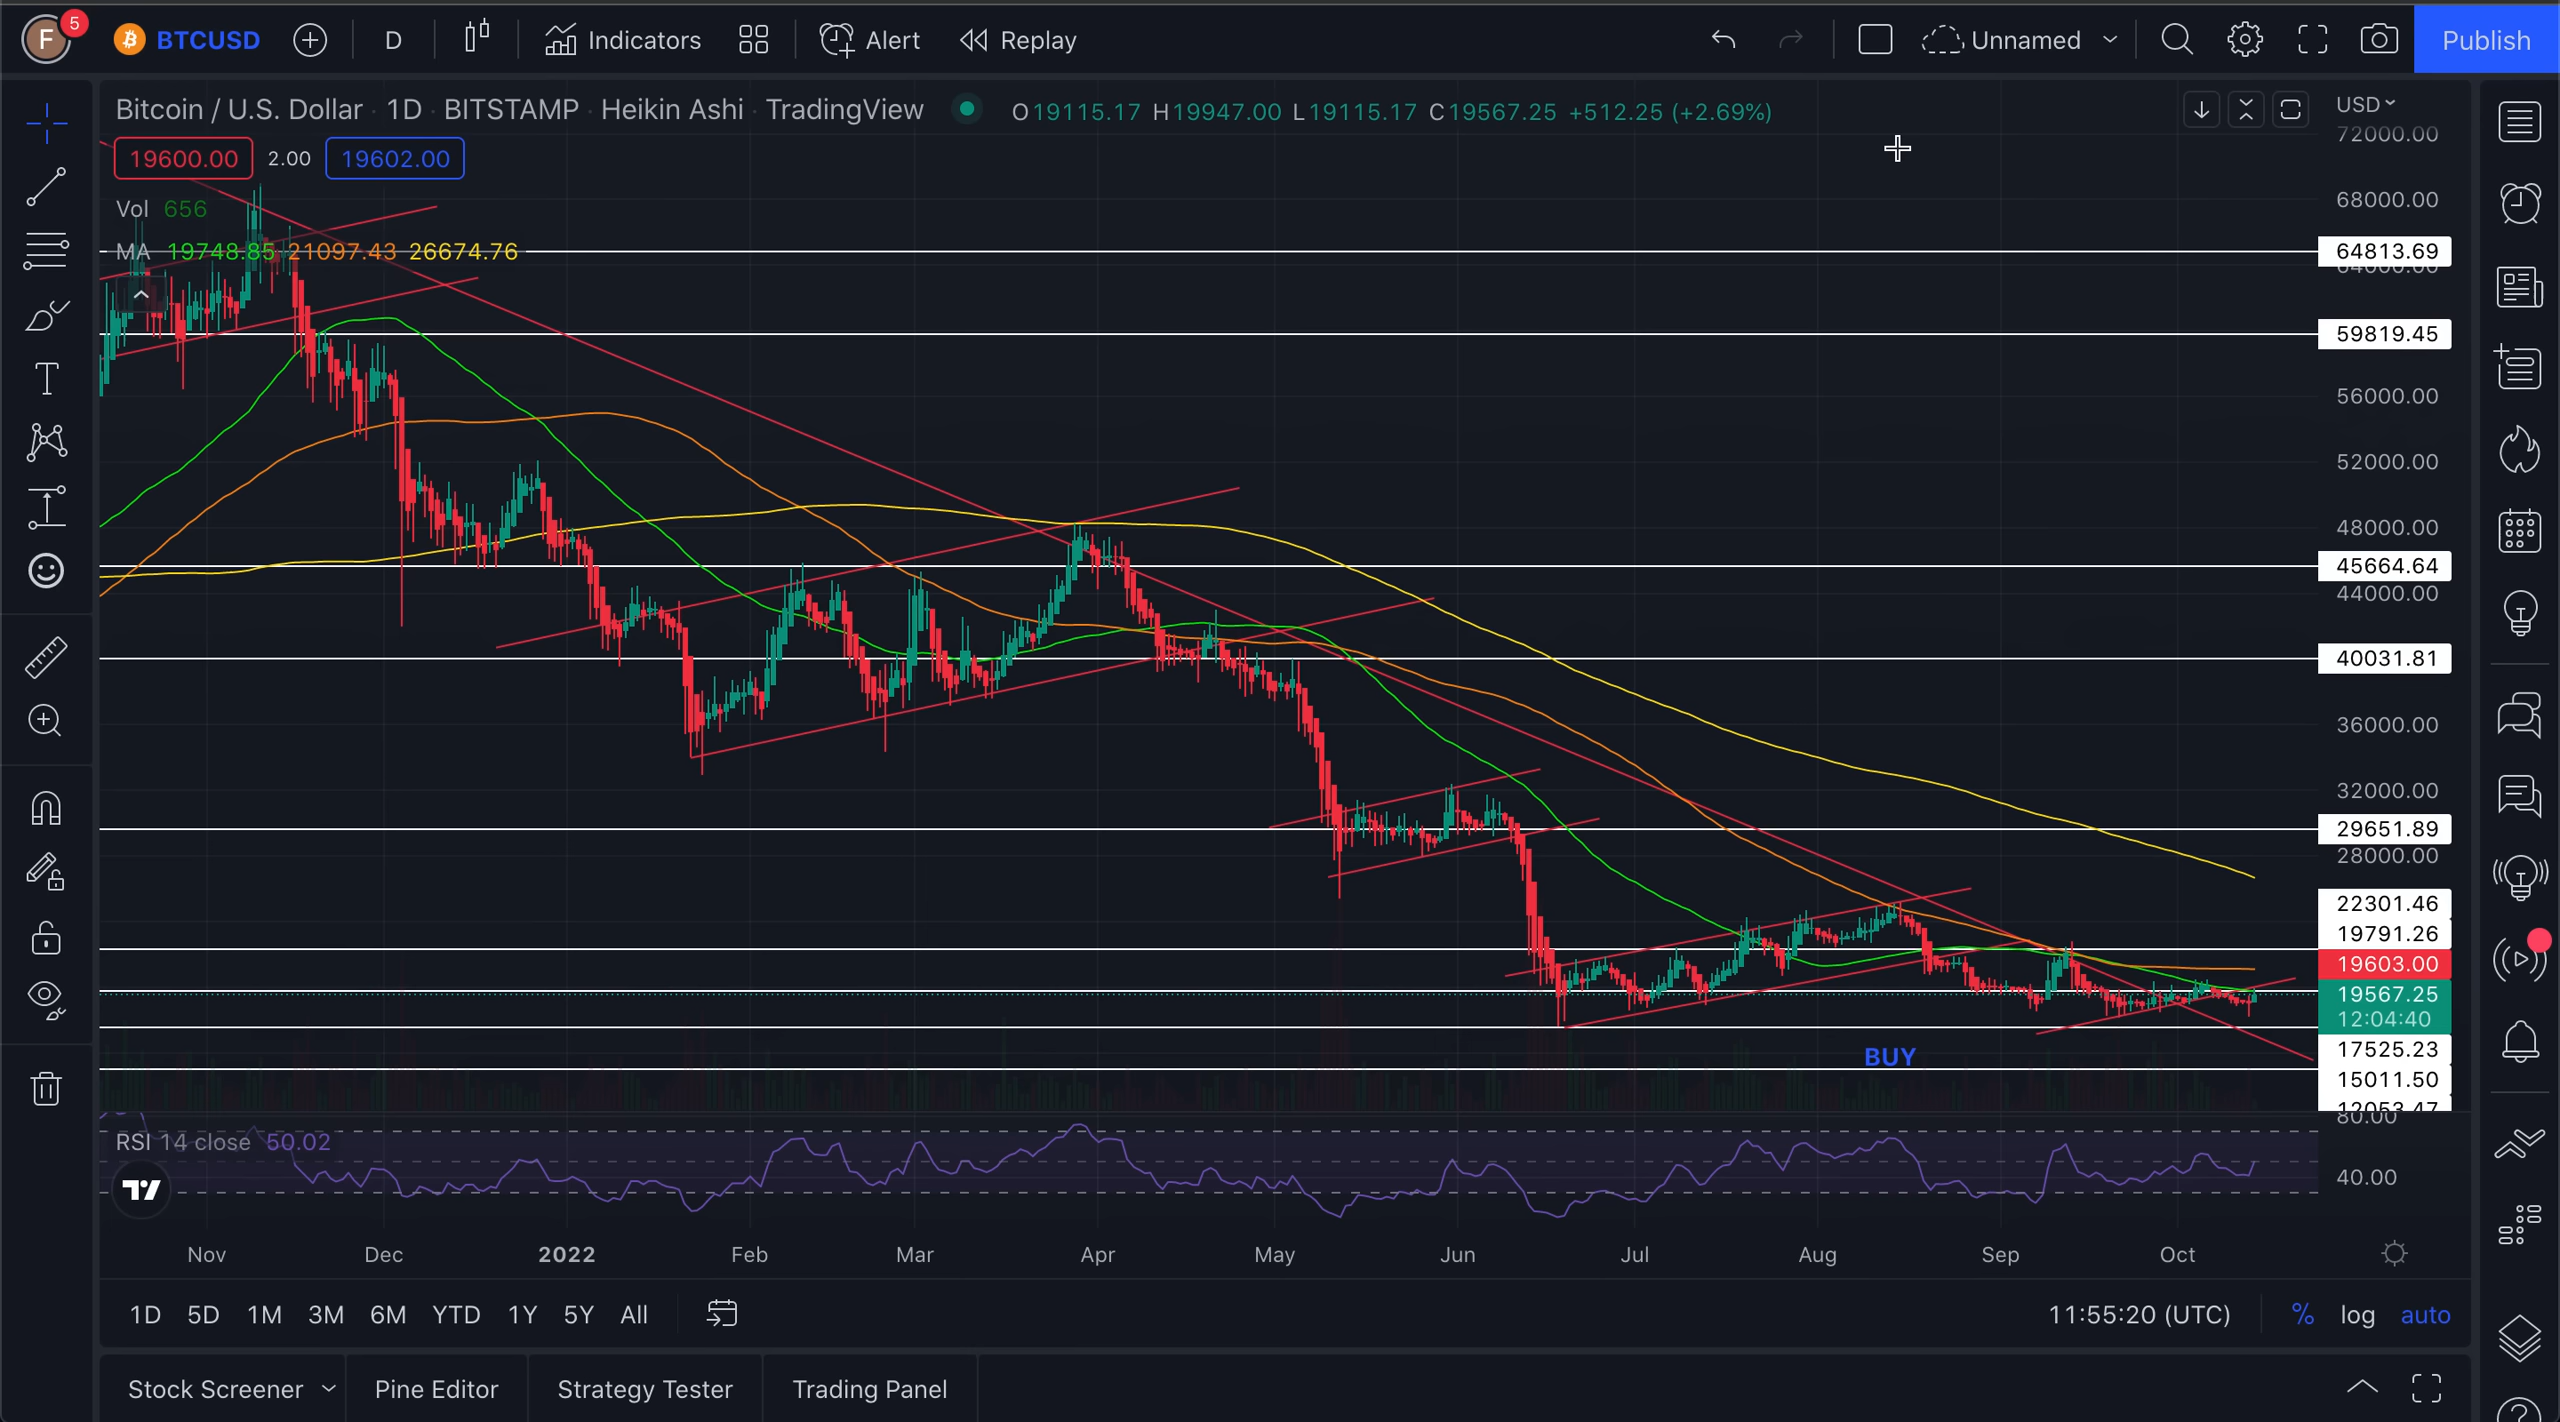 F 5 BTCUSD D Indicators Alert Replay Unnamed Publish
Bitcoin / U.S. Dollar · 1D · BITSTAMP · Heikin Ashi · TradingView O19115.17 H19947.00 L19115.17 C19567.25 +512.25 (+2.69%)
USD
19600.00 2.00 19602.00
Vol 656
MA 19748.85 21097.43 26674.76
72000.00
68000.00
64813.69
64000.00
59819.45
56000.00
52000.00
48000.00
45664.64
44000.00
40031.81
36000.00
32000.00
29651.89
28000.00
22301.46
19791.26
19603.00
19567.25
12:04:40
17525.23
15011.50
12053.47
BUY
80.00
RSI 14 close 50.02
40.00
Nov Dec 2022 Feb Mar Apr May Jun Jul Aug Sep Oct
1D 5D 1M 3M 6M YTD 1Y 5Y All 11:55:20 (UTC) % log auto
Stock Screener Pine Editor Strategy Tester Trading Panel